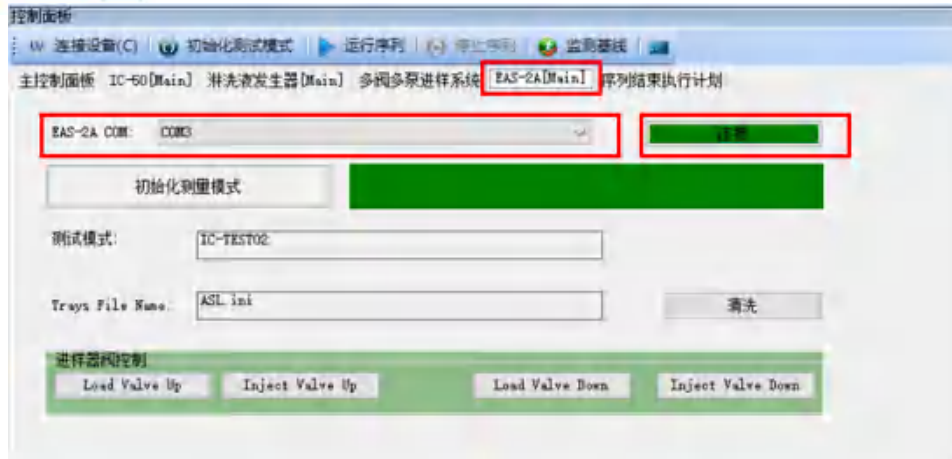 控制面板
连接设备(C) 初始化测试模式 运行序列 停止序列 监测基线
主控制面板 IC-60[Main] 淋洗液发生器[Main] 多阀多泵进样系统 EAS-2A[Main] 序列结束执行计划
EAS-2A COM: COM3
初始化测量模式
测试模式: IC-TEST02
Trays File Name: ASL.ini 清洗
进样器阀控制
Load Valve Up Inject Valve Up Load Valve Down Inject Valve Down